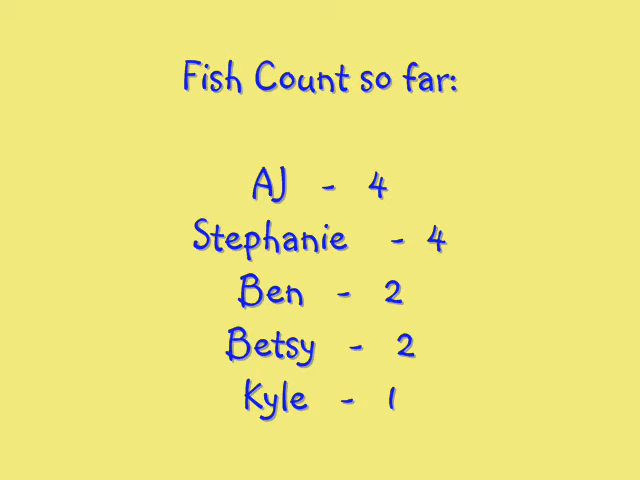 Fish Count so far:
AJ - 4
Stephanie - 4
Ben - 2
Betsy - 2
Kyle - 1